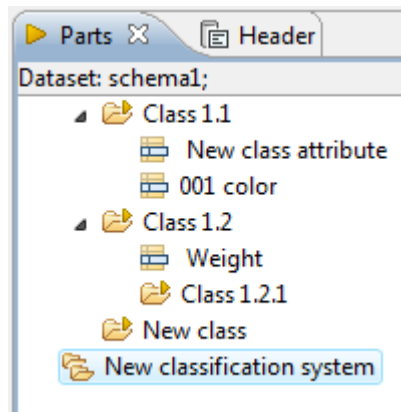 Parts Header
Dataset: schema1;
Class 1.1
New class attribute
001 color
Class 1.2
Weight
Class 1.2.1
New class
New classification system